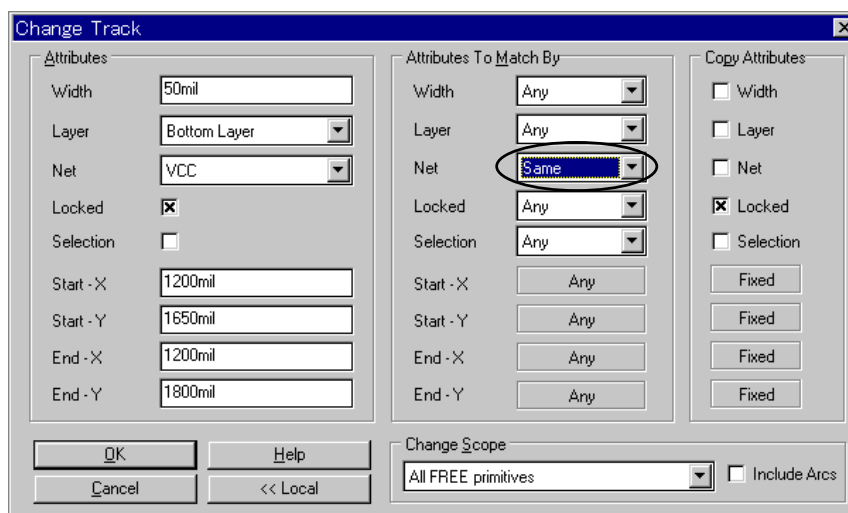 Change Track
Attributes
Width 50mil
Layer Bottom Layer
Net VCC
Locked
Selection
Start - X 1200mil
Start - Y 1650mil
End - X 1200mil
End - Y 1800mil
Attributes To Match By
Width Any
Layer Any
Net Same
Locked Any
Selection Any
Start - X Any
Start - Y Any
End - X Any
End - Y Any
Copy Attributes
Width
Layer
Net
Locked
Selection
Fixed
Fixed
Fixed
Fixed
OK Help
Cancel << Local
Change Scope
All FREE primitives Include Arcs